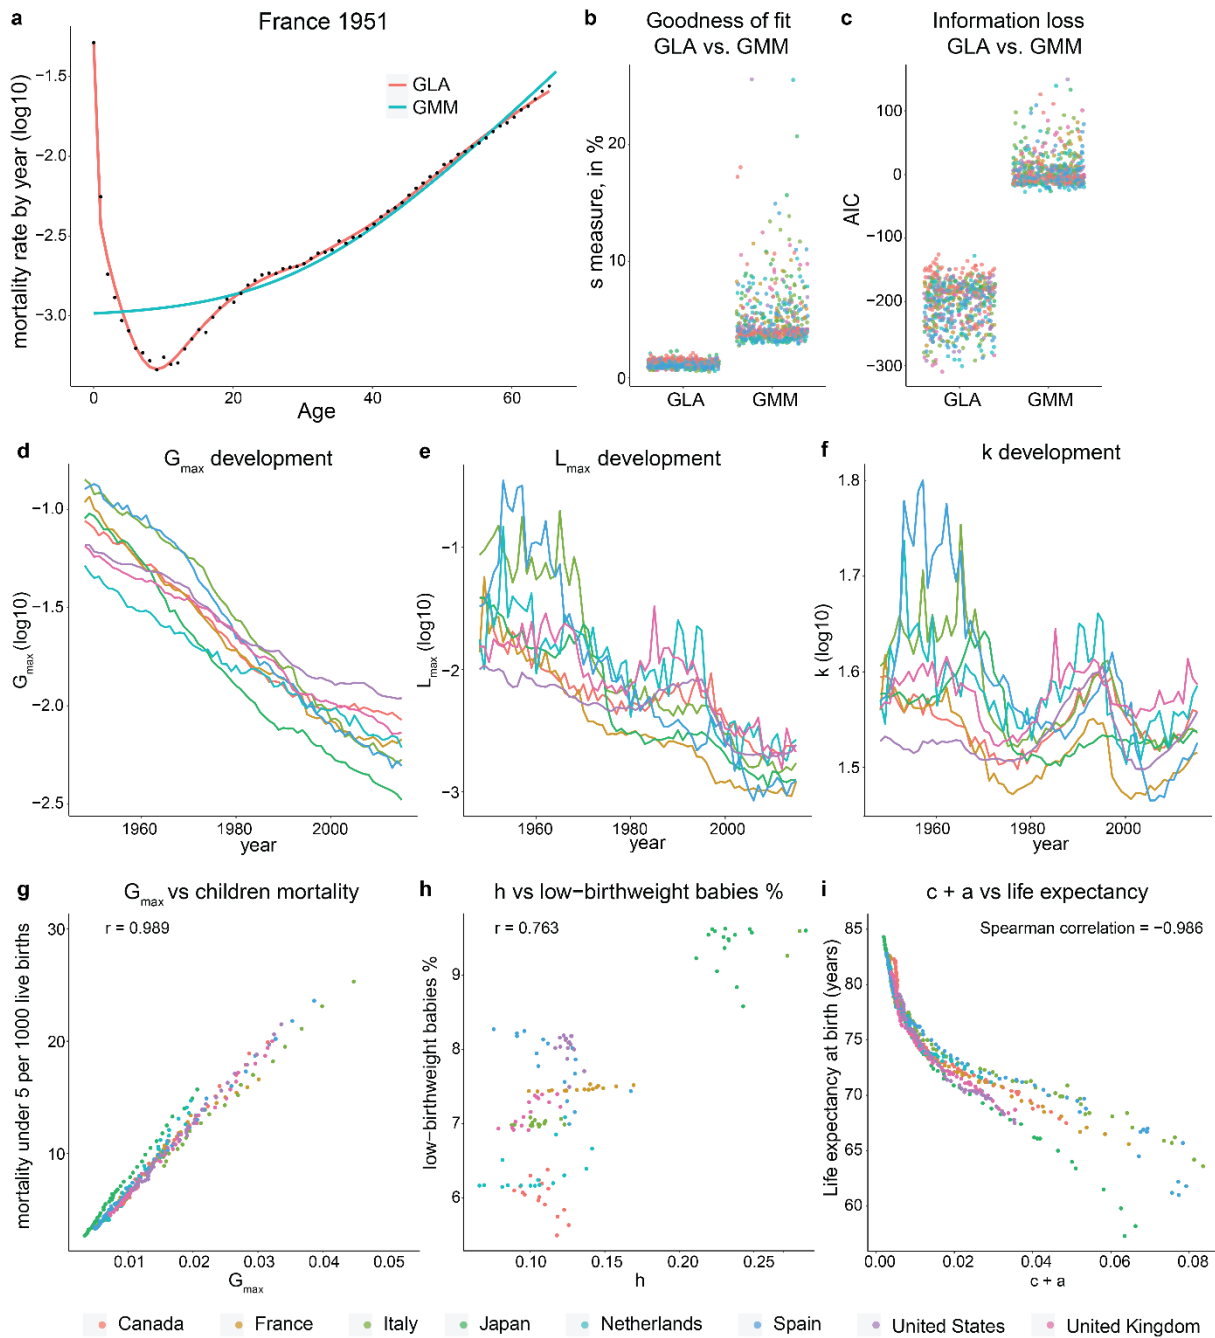 a
France 1951
mortality rate by year (log10)
−1.5
−2.0
−2.5
−3.0
GLA
GMM
0
20
40
60
Age
b
Goodness of fit
GLA vs. GMM
s measure, in %
20
10
0
GLA
GMM
c
Information loss
GLA vs. GMM
AIC
100
0
−100
−200
−300
GLA
GMM
d
Gmax development
Gmax (log10)
−1.0
−1.5
−2.0
−2.5
1960
1980
2000
year
e
Lmax development
Lmax (log10)
−1
−2
−3
1960
1980
2000
year
f
k development
k (log10)
1.8
1.7
1.6
1.5
1960
1980
2000
year
g
Gmax vs children mortality
r = 0.989
mortality under 5 per 1000 live births
30
20
10
0.01
0.02
0.03
0.04
0.05
Gmax
h
h vs low−birthweight babies %
r = 0.763
low−birthweight babies %
9
8
7
6
0.10
0.15
0.20
0.25
h
i
c + a vs life expectancy
Spearman correlation = −0.986
Life expectancy at birth (years)
85
80
75
70
65
60
0.00
0.02
0.04
0.06
0.08
c + a
Canada
France
Italy
Japan
Netherlands
Spain
United States
United Kingdom